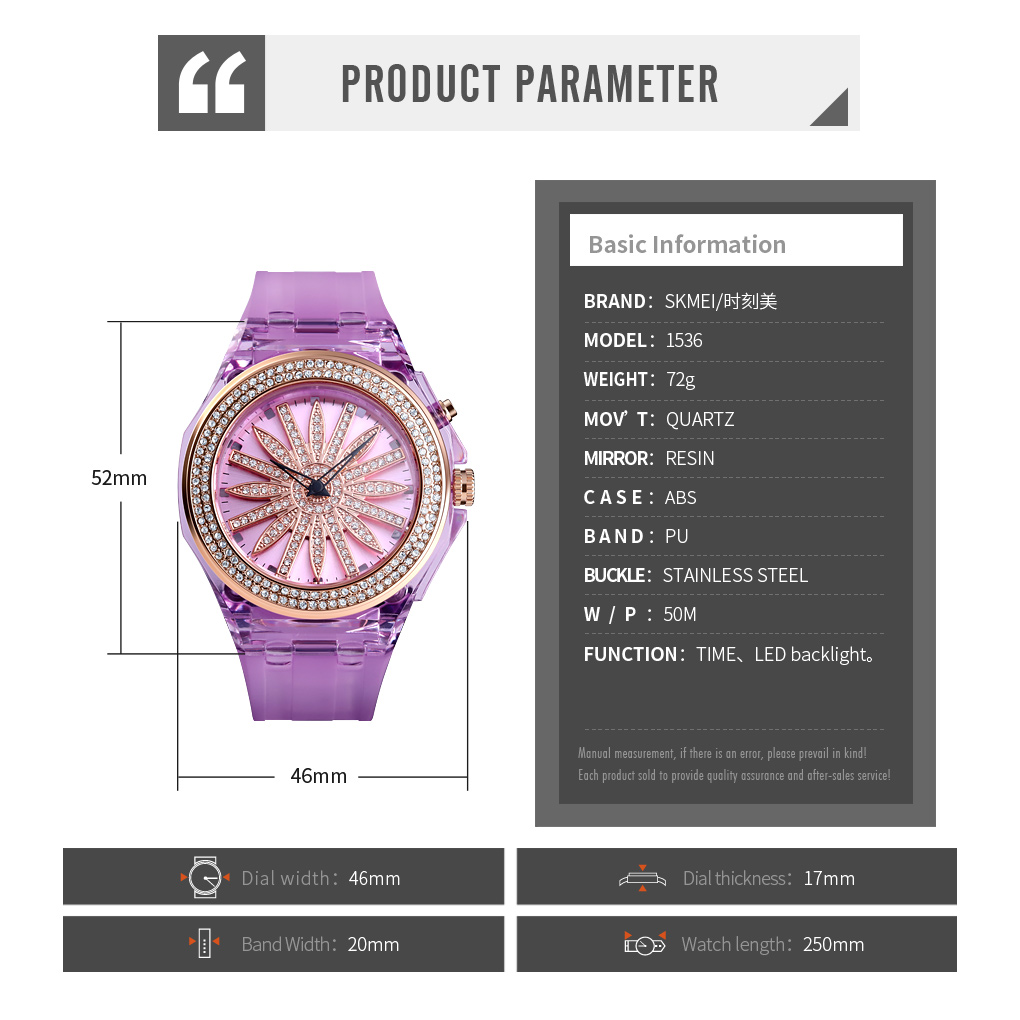 PRODUCT PARAMETER
Basic Information
BRAND: SKMEI/时刻美
MODEL: 1536
WEIGHT: 72g
MOV' T: QUARTZ
MIRROR: RESIN
CASE: ABS
BAND: PU
BUCKLE: STAINLESS STEEL
W / P : 50M
FUNCTION: TIME、LED backlight。
Manual measurement, if there is an error, please prevail in kind!
Each product sold to provide quality assurance and after-sales service!
52mm
46mm
Dial width: 46mm
Dial thickness: 17mm
Band Width: 20mm
Watch length: 250mm